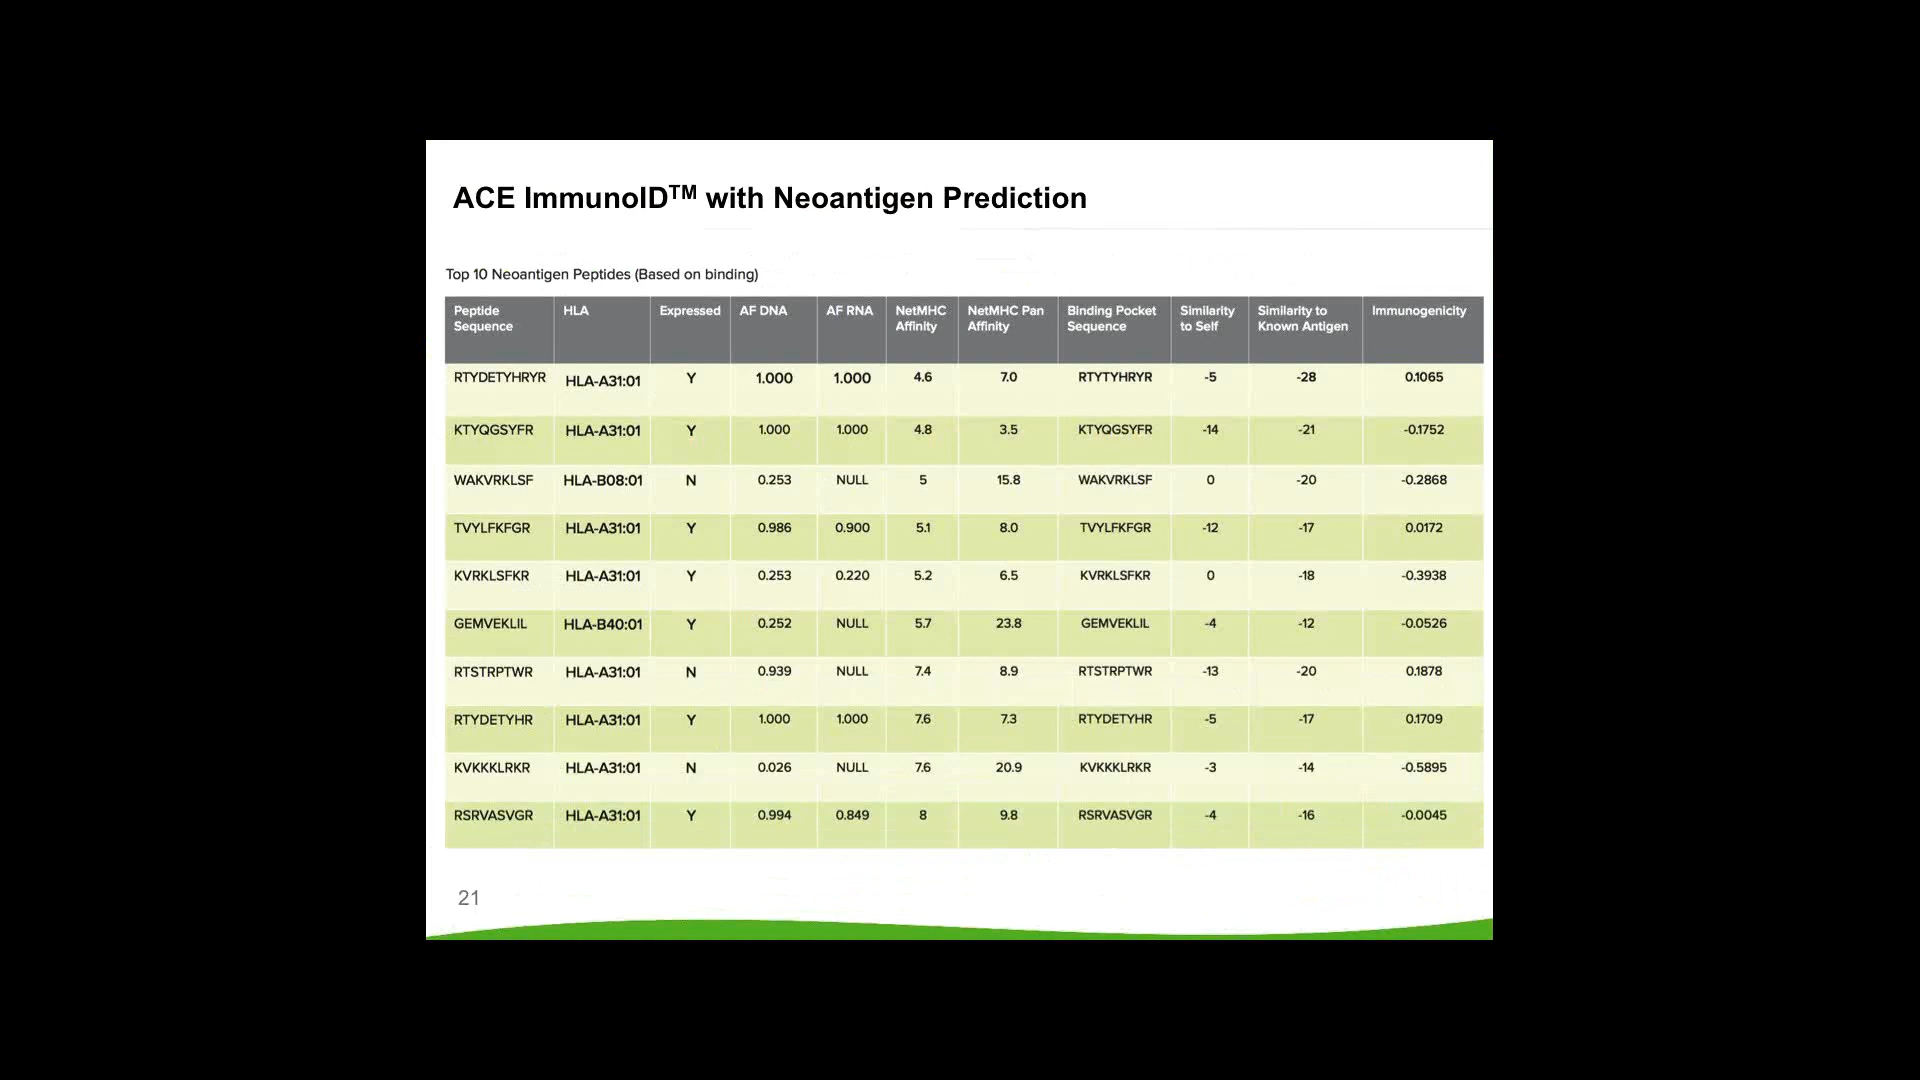 ACE ImmunoID™ with Neoantigen Prediction
Top 10 Neoantigen Peptides (Based on binding)
Peptide Sequence HLA Expressed AF DNA AF RNA NetMHC Affinity NetMHC Pan Affinity Binding Pocket Sequence Similarity to Self Similarity to Known Antigen Immunogenicity
RTYDETYHRYR HLA-A31:01 Y 1.000 1.000 4.6 7.0 RTYTYHRYR -5 -28 0.1065
KTYQGSYFR HLA-A31:01 Y 1.000 1.000 4.8 3.5 KTYQGSYFR -14 -21 -0.1752
WAKVRKLSF HLA-B08:01 N 0.253 NULL 5 15.8 WAKVRKLSF 0 -20 -0.2868
TVYLFKFGR HLA-A31:01 Y 0.986 0.900 5.1 8.0 TVYLFKFGR -12 -17 0.0172
KVRKLSFKR HLA-A31:01 Y 0.253 0.220 5.2 6.5 KVRKLSFKR 0 -18 -0.3938
GEMVEKLIL HLA-B40:01 Y 0.252 NULL 5.7 23.8 GEMVEKLIL -4 -12 -0.0526
RTSTRPTWR HLA-A31:01 N 0.939 NULL 7.4 8.9 RTSTRPTWR -13 -20 0.1878
RTYDETYHR HLA-A31:01 Y 1.000 1.000 7.6 7.3 RTYDETYHR -5 -17 0.1709
KVKKKLRKR HLA-A31:01 N 0.026 NULL 7.6 20.9 KVKKKLRKR -3 -14 -0.5895
RSRVASVGR HLA-A31:01 Y 0.994 0.849 8 9.8 RSRVASVGR -4 -16 -0.0045
21